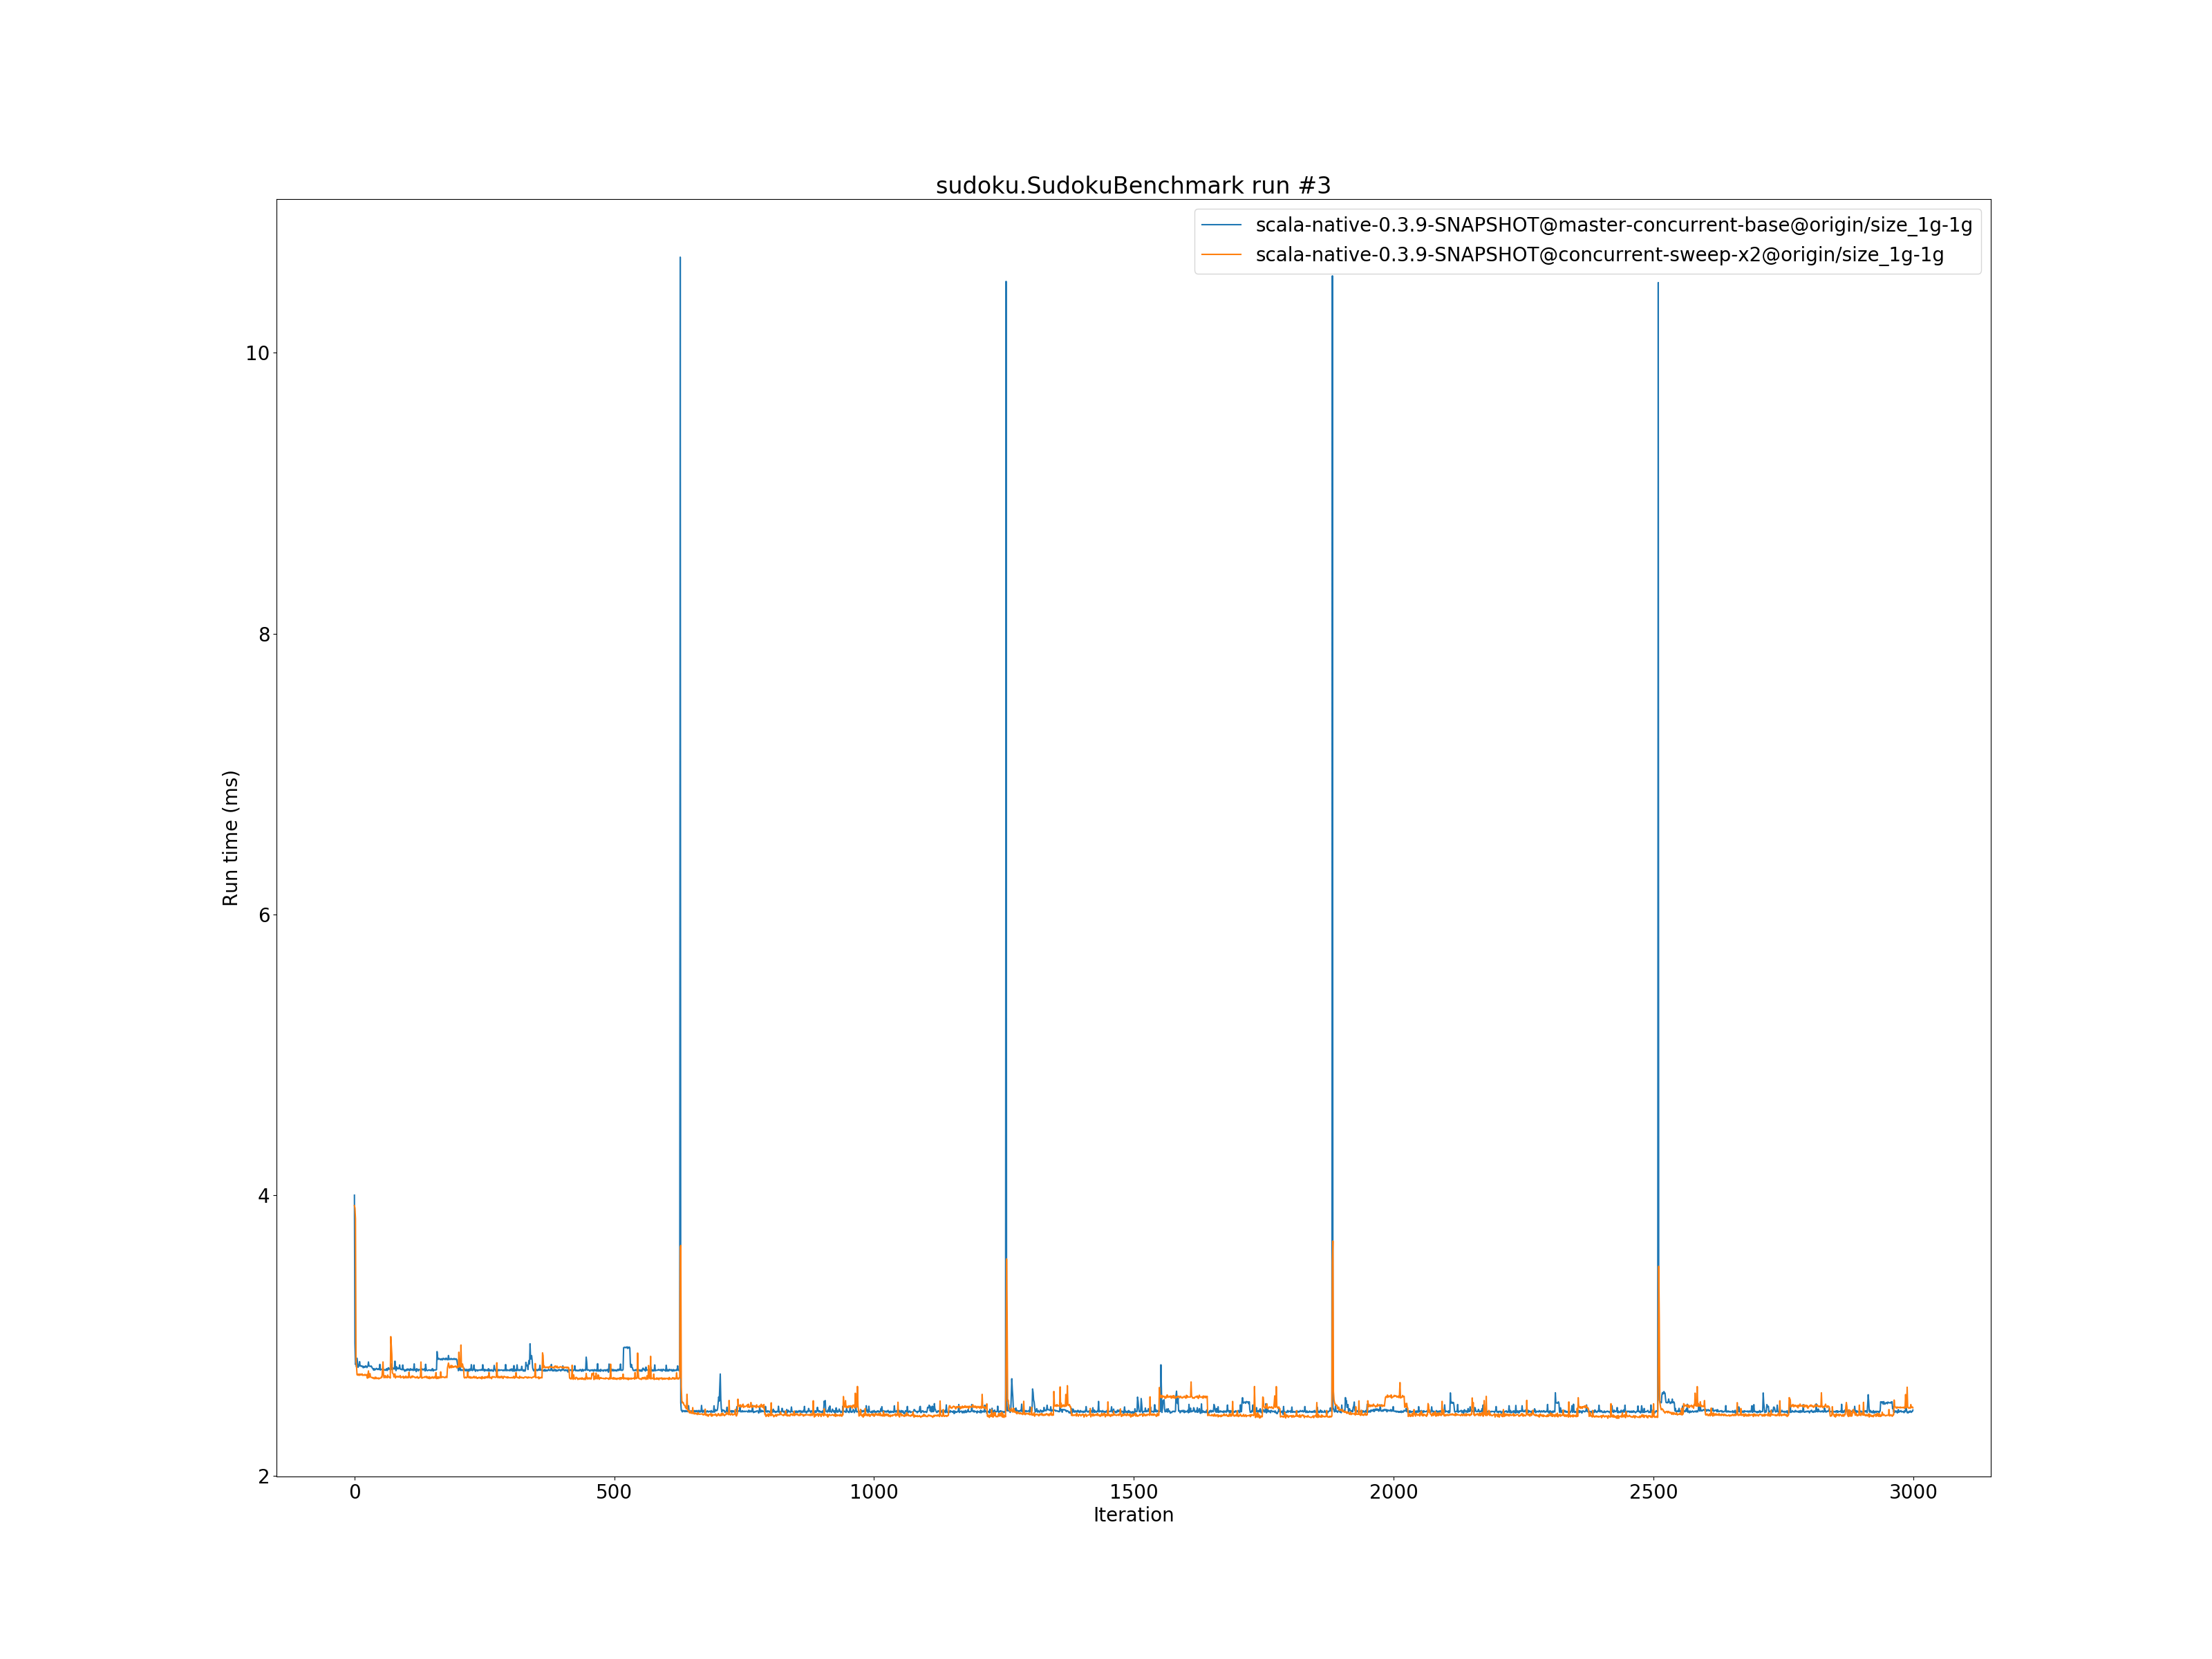 sudoku.SudokuBenchmark run #3
scala-native-0.3.9-SNAPSHOT@master-concurrent-base@origin/size_1g-1g
scala-native-0.3.9-SNAPSHOT@concurrent-sweep-x2@origin/size_1g-1g
10
8
6
4
2
Run time (ms)
0 500 1000 1500 2000 2500 3000
Iteration